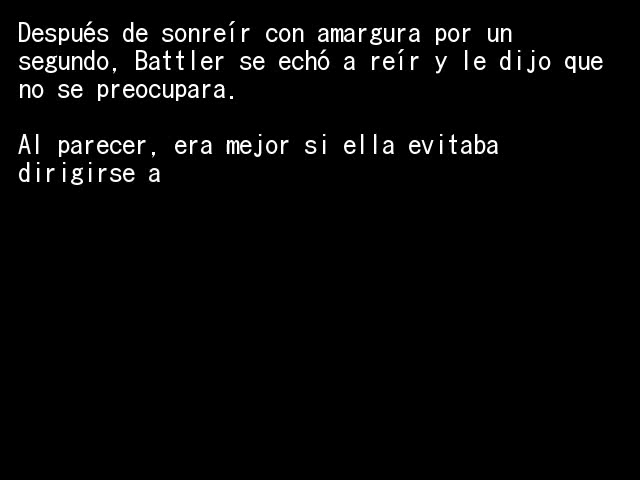 Después de sonreír con amargura por un
segundo, Battler se echó a reír y le dijo que
no se preocupara.
Al parecer, era mejor si ella evitaba
dirigirse a